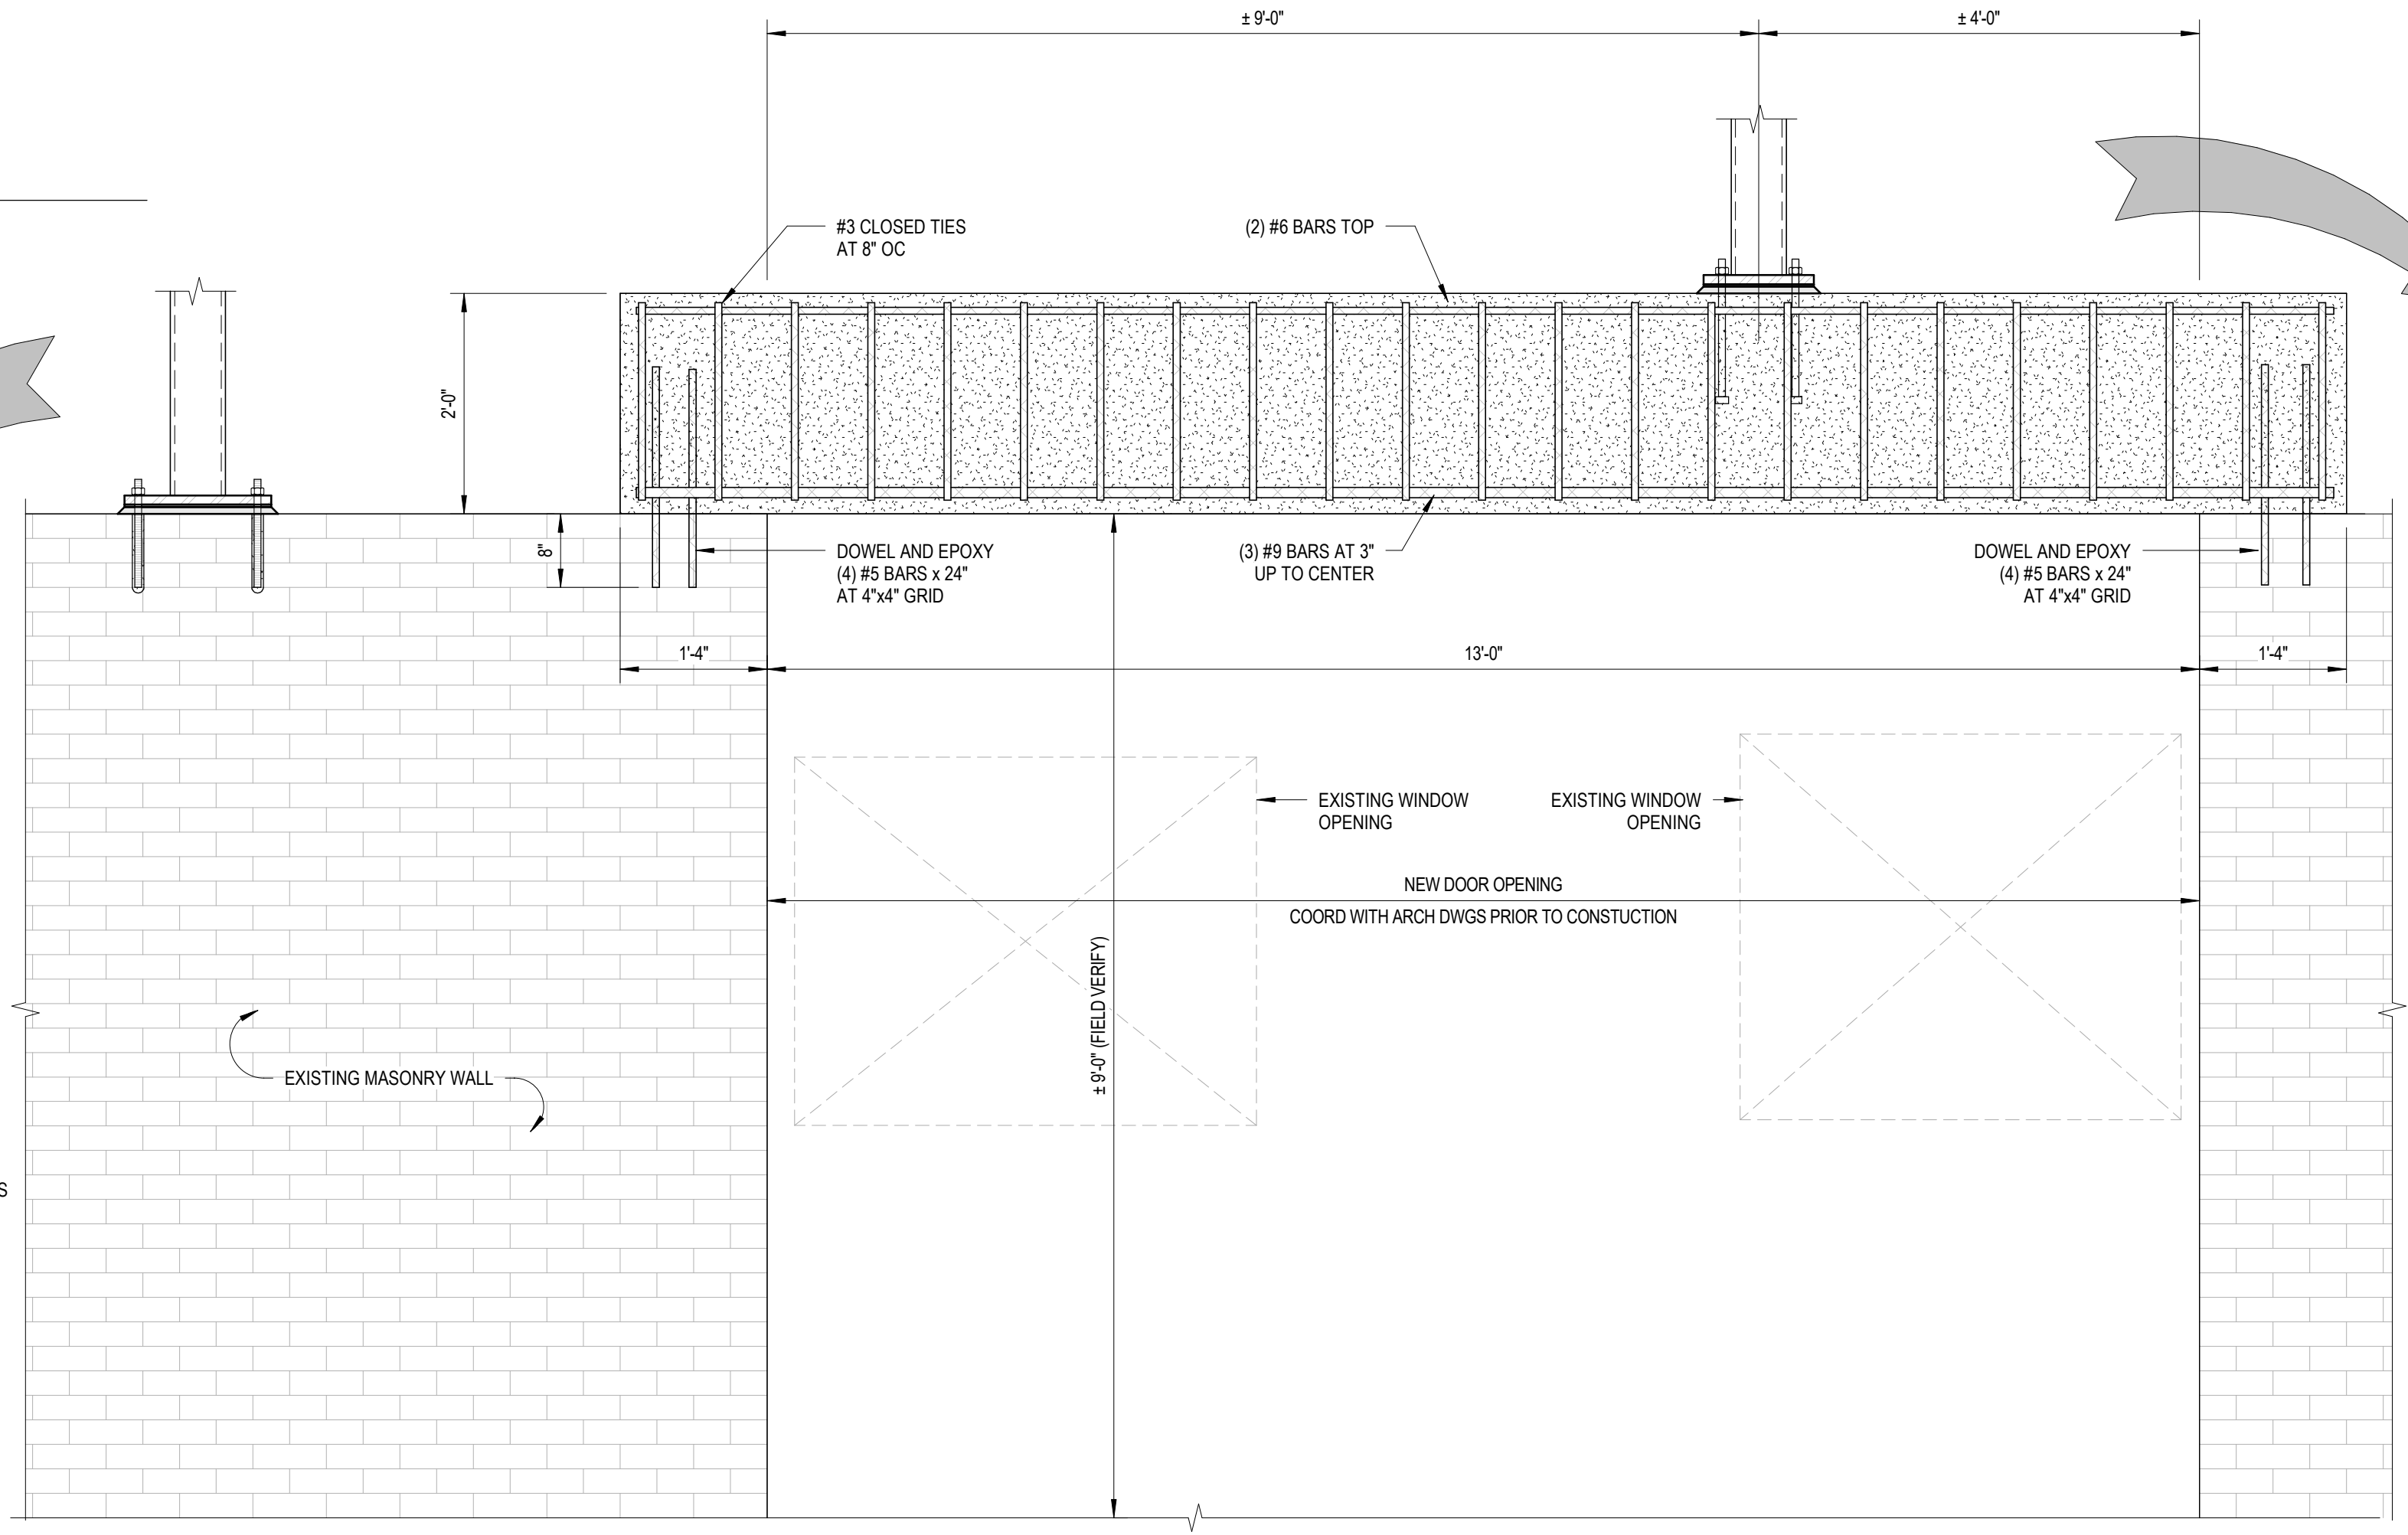 ± 9'-0"
± 4'-0"
#3 CLOSED TIES
AT 8" OC
(2) #6 BARS TOP
2'-0"
8"
DOWEL AND EPOXY
(4) #5 BARS x 24"
AT 4"x4" GRID
(3) #9 BARS AT 3"
UP TO CENTER
DOWEL AND EPOXY
(4) #5 BARS x 24"
AT 4"x4" GRID
1'-4"
13'-0"
1'-4"
EXISTING WINDOW
OPENING
EXISTING WINDOW
OPENING
NEW DOOR OPENING
COORD WITH ARCH DWGS PRIOR TO CONSTUCTION
± 9'-0" (FIELD VERIFY)
EXISTING MASONRY WALL
S